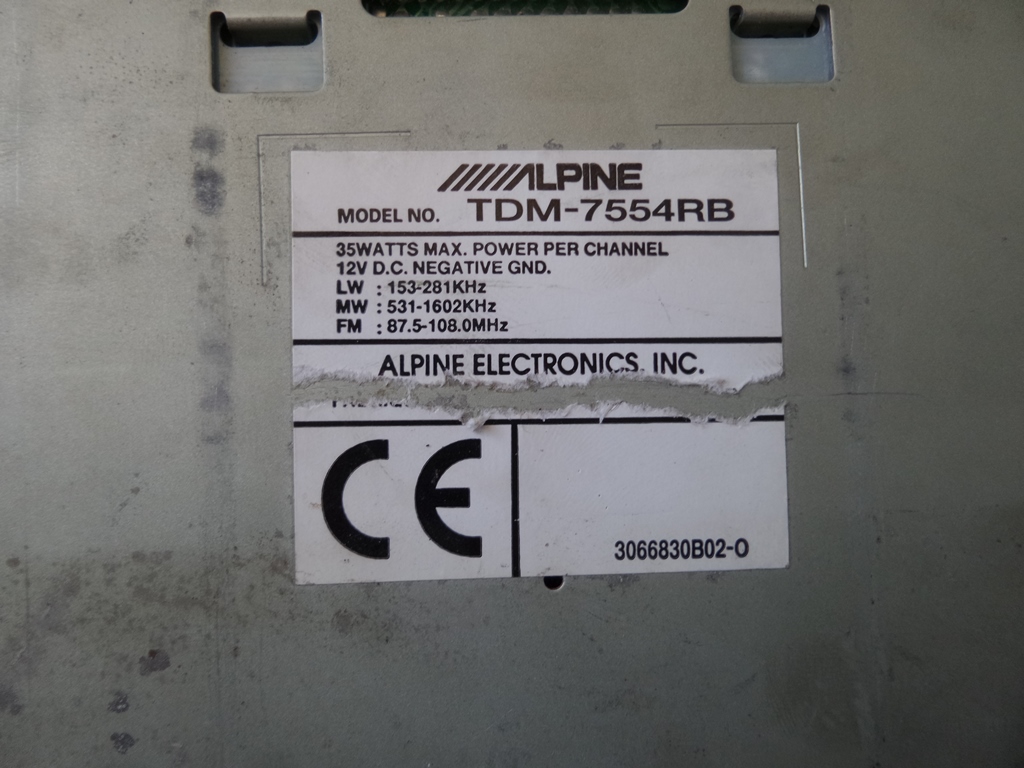 ALPINE
MODEL NO. TDM-7554RB
35WATTS MAX. POWER PER CHANNEL
12V D.C. NEGATIVE GND.
LW : 153-281KHz
MW : 531-1602KHz
FM : 87.5-108.0MHz
ALPINE ELECTRONICS, INC.
CE
3066830B02-O